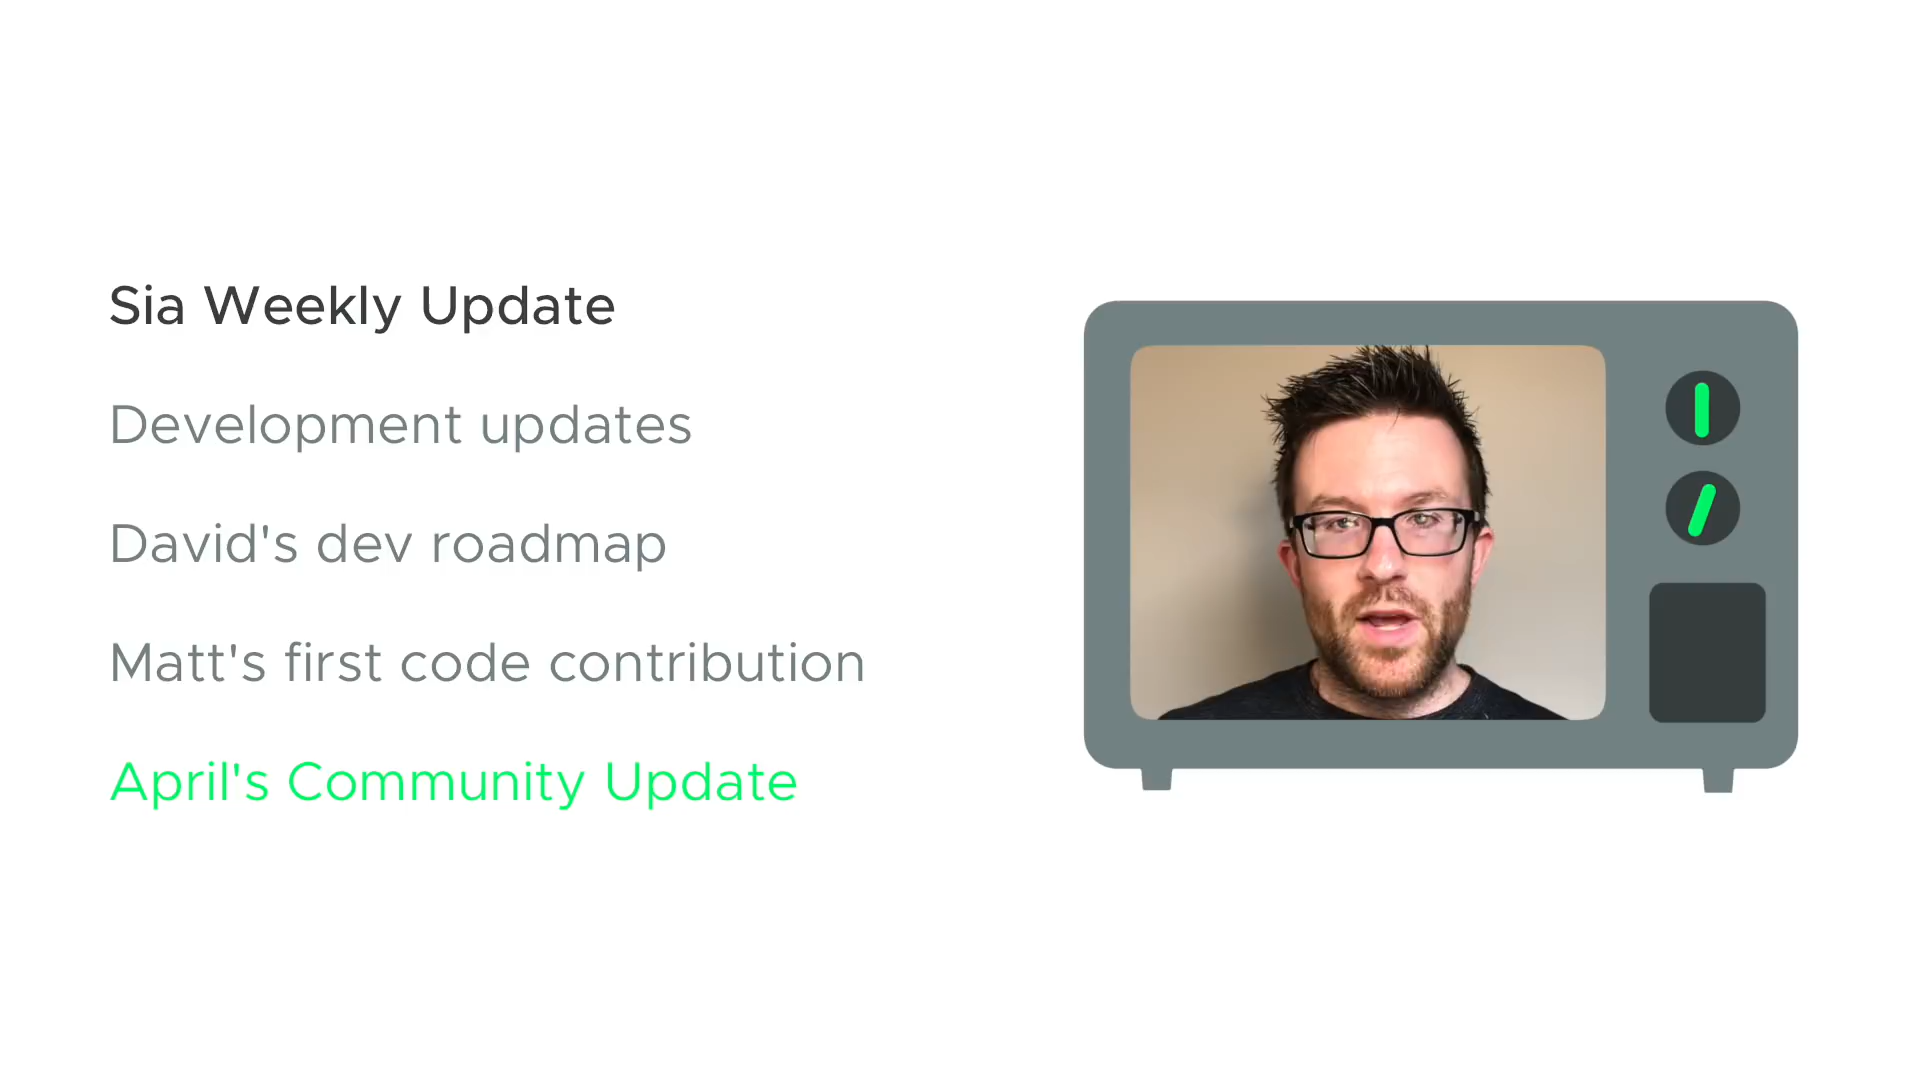 Sia Weekly Update
Development updates
David's dev roadmap
Matt's first code contribution
April's Community Update